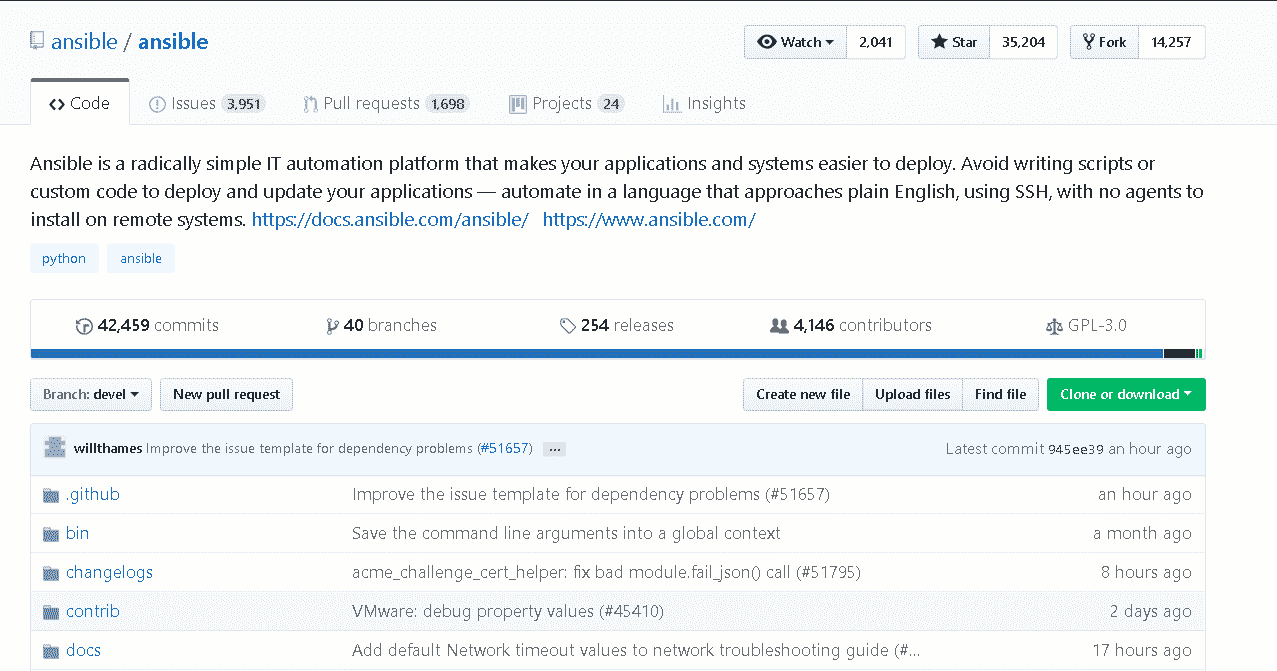 ansible / ansible
Watch 2,041 Star 35,204 Fork 14,257
Code Issues 3,951 Pull requests 1,698 Projects 24 Insights
Ansible is a radically simple IT automation platform that makes your applications and systems easier to deploy. Avoid writing scripts or
custom code to deploy and update your applications — automate in a language that approaches plain English, using SSH, with no agents to
install on remote systems. https://docs.ansible.com/ansible/ https://www.ansible.com/
python ansible
42,459 commits 40 branches 254 releases 4,146 contributors GPL-3.0
Branch: devel New pull request Create new file Upload files Find file Clone or download
willthames Improve the issue template for dependency problems (#51657) ... Latest commit 945ee39 an hour ago
.github Improve the issue template for dependency problems (#51657) an hour ago
bin Save the command line arguments into a global context a month ago
changelogs acme_challenge_cert_helper: fix bad module.fail_json() call (#51795) 8 hours ago
contrib VMware: debug property values (#45410) 2 days ago
docs Add default Network timeout values to network troubleshooting guide (#... 17 hours ago